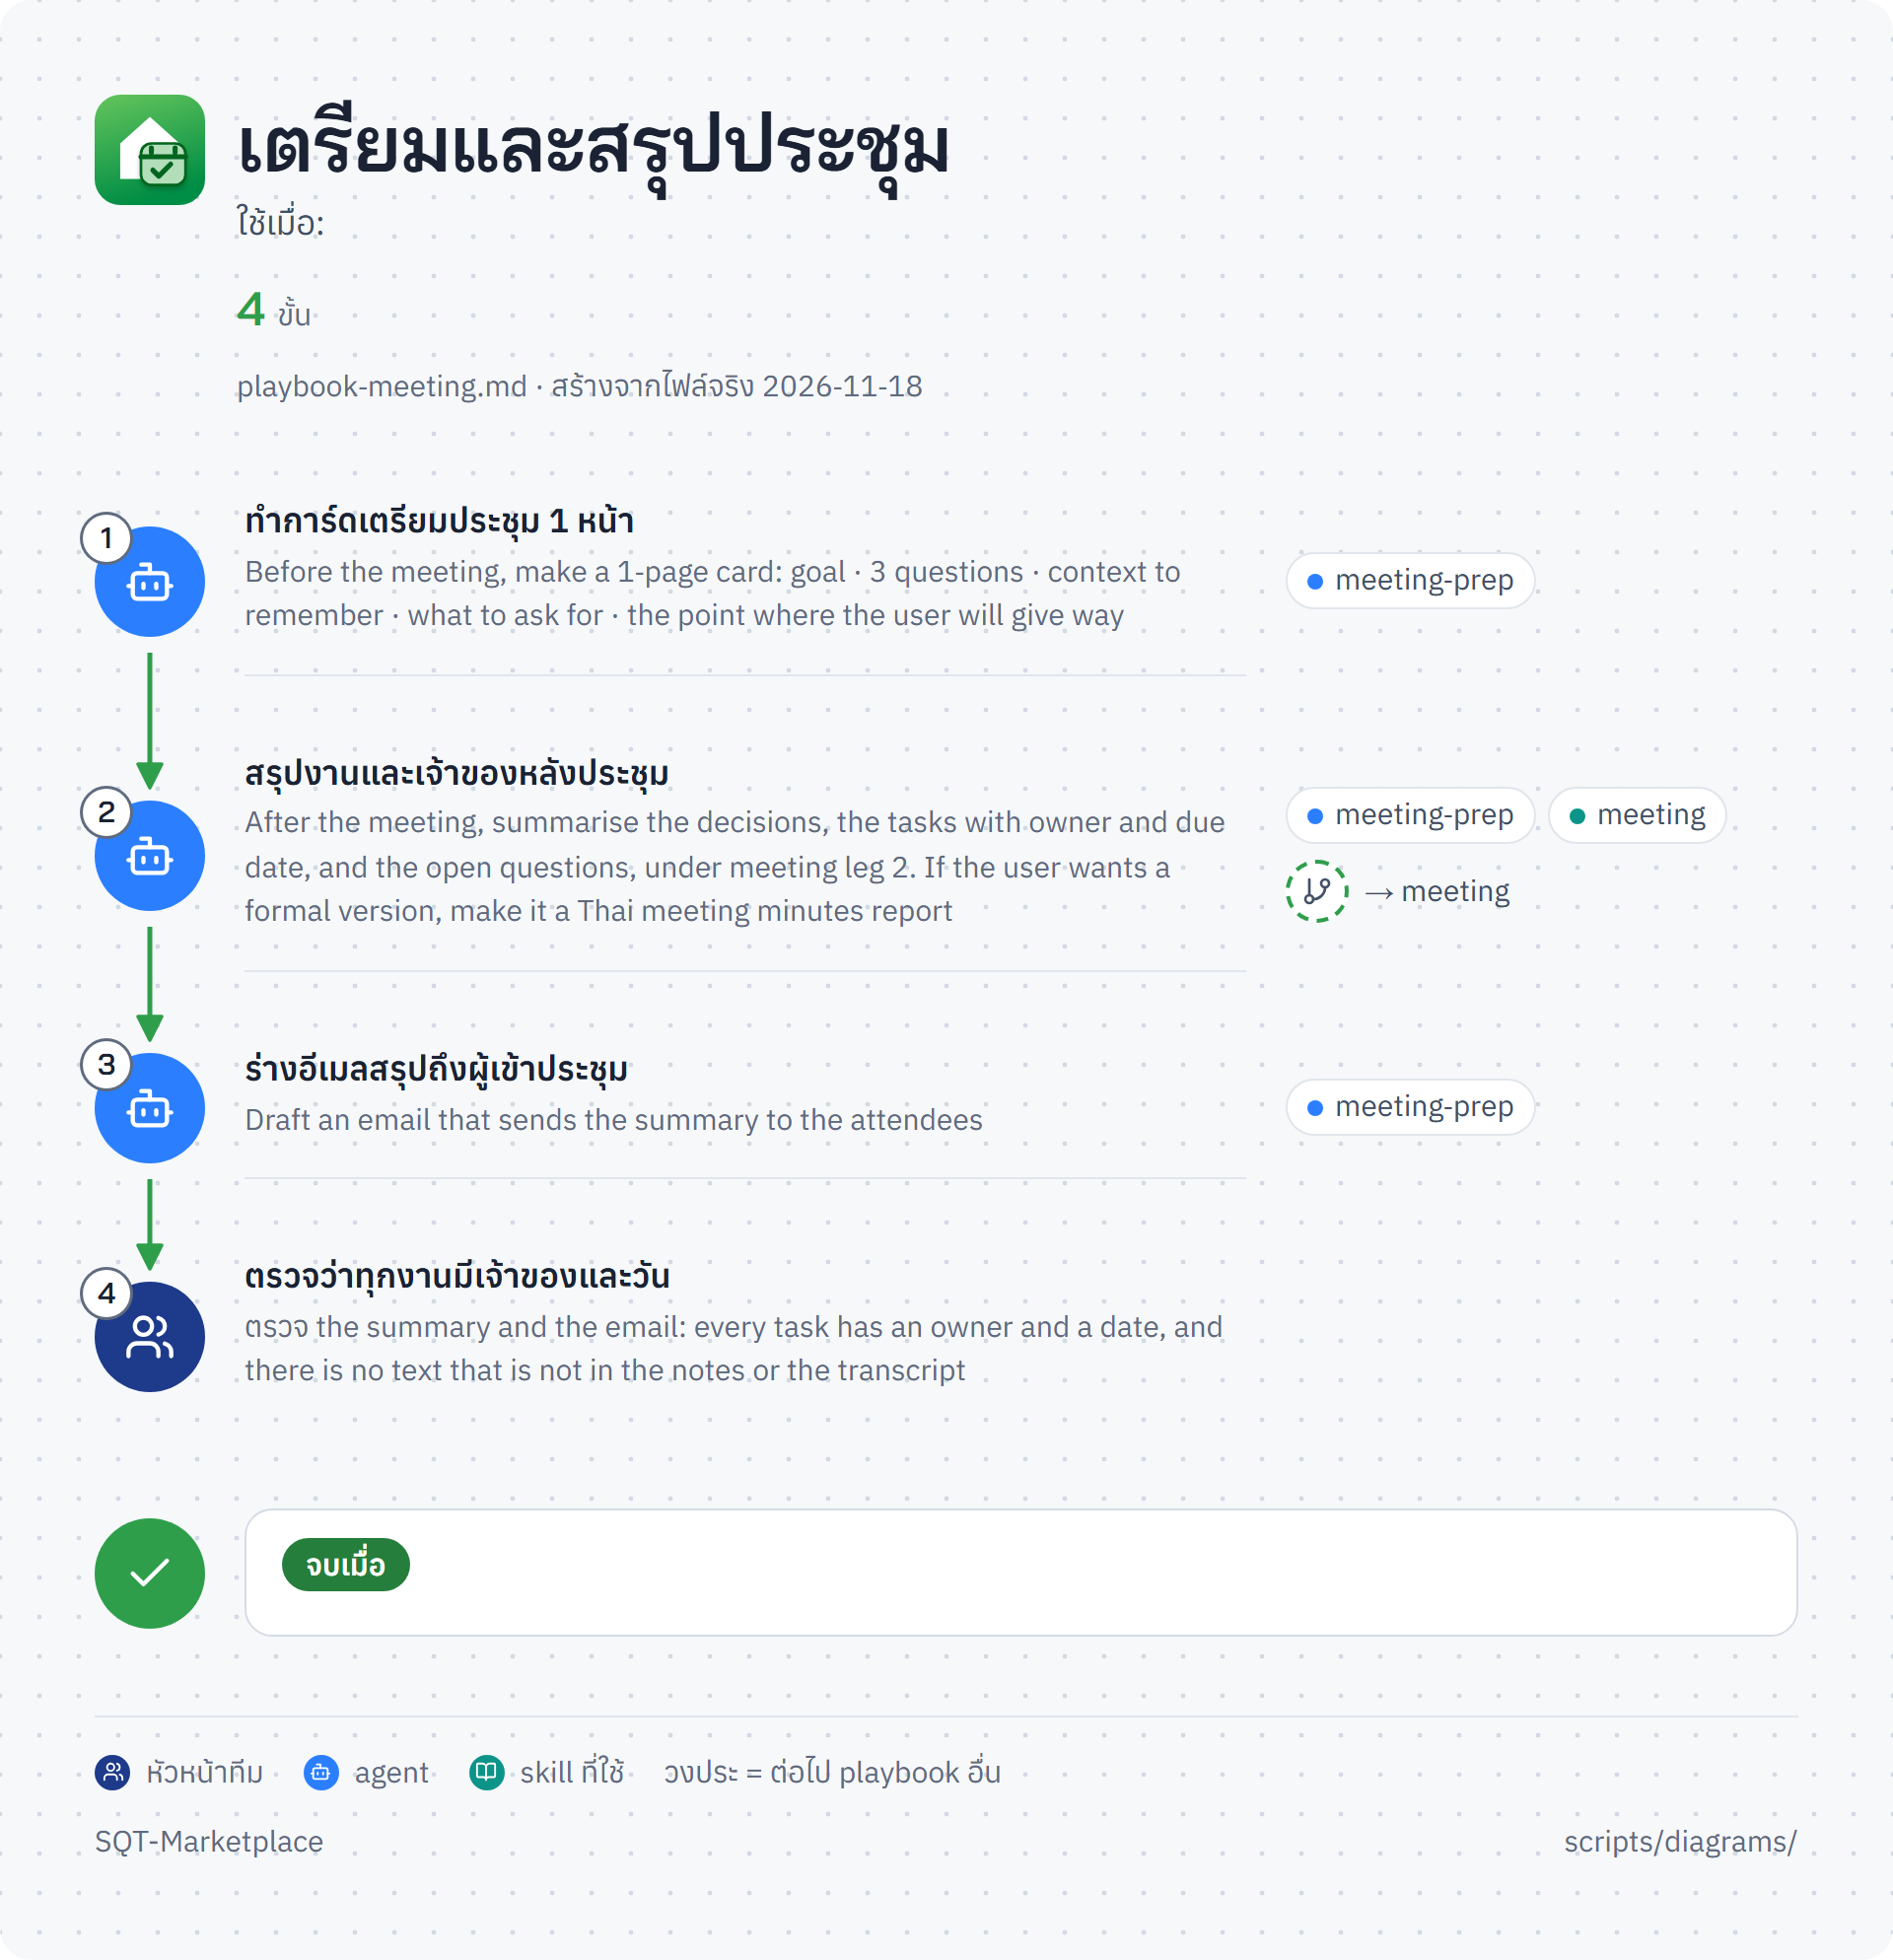 เตรียมและสรุปประชุม
ใช้เมื่อ:
4 ขั้น
playbook-meeting.md · สร้างจากไฟล์จริง 2026-11-18
1
ทำการ์ดเตรียมประชุม 1 หน้า
Before the meeting, make a 1-page card: goal · 3 questions · context to
remember · what to ask for · the point where the user will give way
meeting-prep
2
สรุปงานและเจ้าของหลังประชุม
After the meeting, summarise the decisions, the tasks with owner and due
date, and the open questions, under meeting leg 2. If the user wants a
formal version, make it a Thai meeting minutes report
meeting-prep
meeting
→ meeting
3
ร่างอีเมลสรุปถึงผู้เข้าประชุม
Draft an email that sends the summary to the attendees
meeting-prep
4
ตรวจว่าทุกงานมีเจ้าของและวัน
ตรวจ the summary and the email: every task has an owner and a date, and
there is no text that is not in the notes or the transcript
จบเมื่อ
หัวหน้าทีม agent skill ที่ใช้ วงประ = ต่อไป playbook อื่น
SQT-Marketplace
scripts/diagrams/